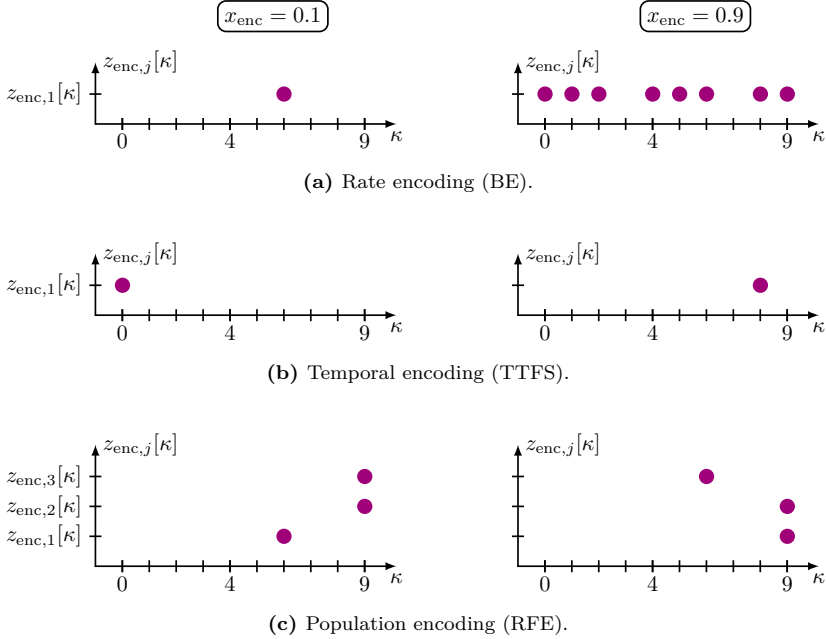 x_enc = 0.1 x_enc = 0.9
z_enc,j[κ] z_enc,j[κ]
z_enc,1[κ]
0 4 9 κ 0 4 9 κ
(a) Rate encoding (BE).
z_enc,j[κ] z_enc,j[κ]
z_enc,1[κ]
0 4 9 κ 0 4 9 κ
(b) Temporal encoding (TTFS).
z_enc,j[κ] z_enc,j[κ]
z_enc,3[κ]
z_enc,2[κ]
z_enc,1[κ]
0 4 9 κ 0 4 9 κ
(c) Population encoding (RFE).